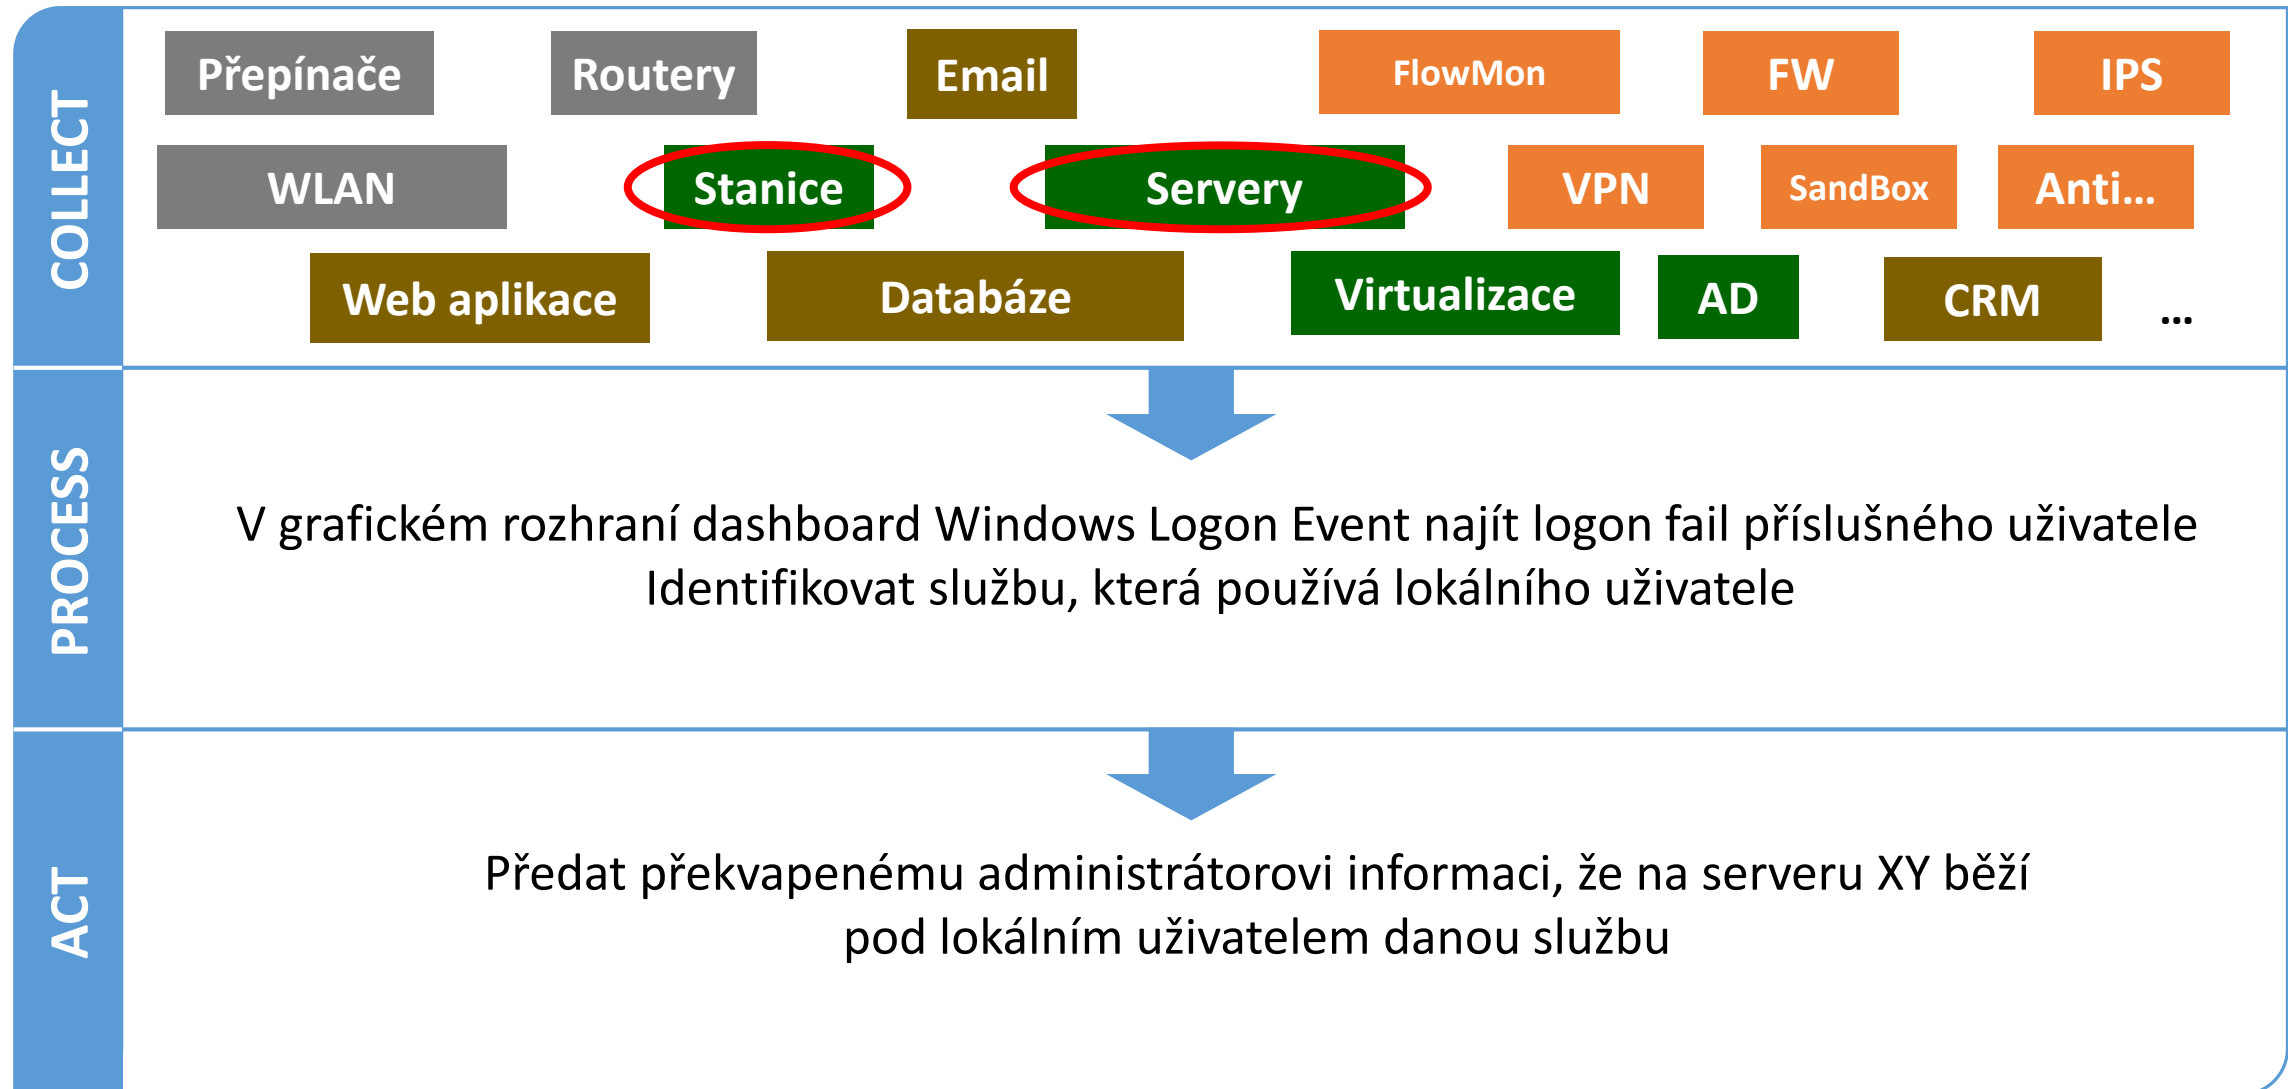 COLLECT
Přepínače
Routery
Email
FlowMon
FW
IPS
WLAN
Stanice
Servery
VPN
SandBox
Anti...
Web aplikace
Databáze
Virtualizace
AD
CRM
...
PROCESS
V grafickém rozhraní dashboard Windows Logon Event najít logon fail příslušného uživatele
Identifikovat službu, která používá lokálního uživatele
ACT
Předat překvapenému administrátorovi informaci, že na serveru XY běží
pod lokálním uživatelem danou službu